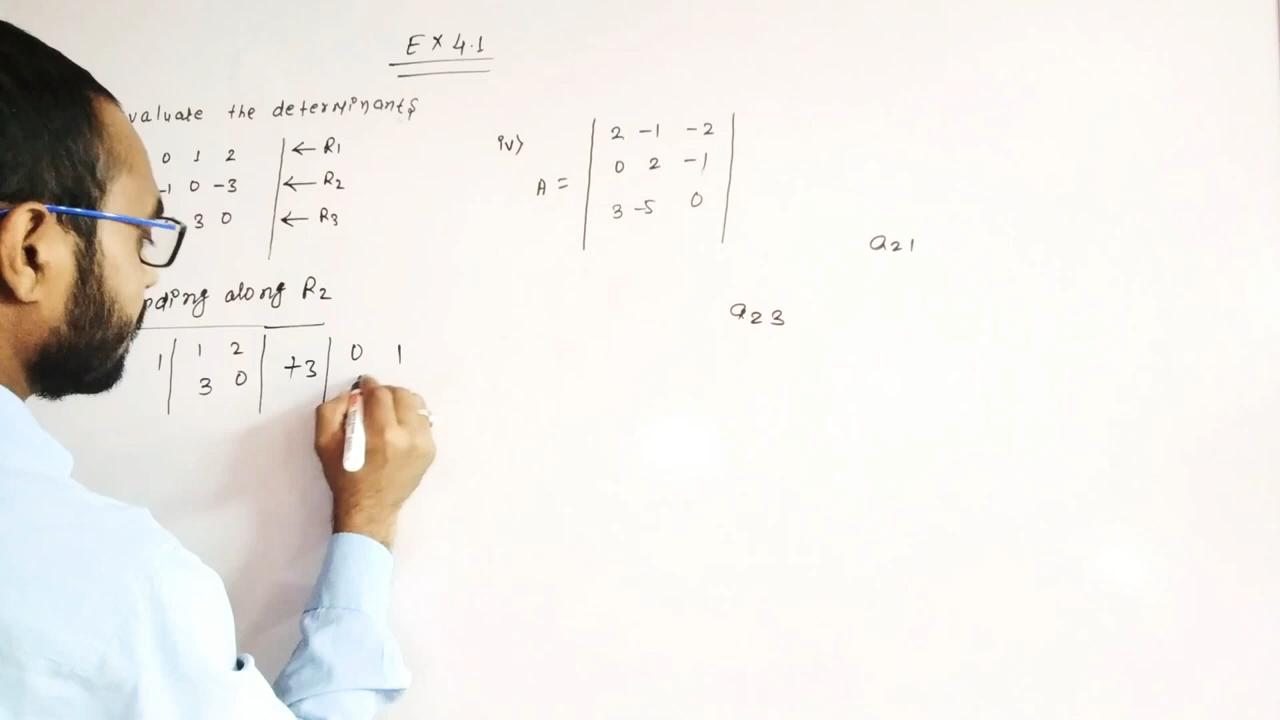 Ex 4.1
valuate the determinants
0 1 2 ← R1
-1 0 -3 ← R2
3 0 ← R3
nding along R2
1 | 1 2 | +3 | 0 1
| 3 0 |
iv)
A = | 2 -1 -2 |
| 0 2 -1 |
| 3 -5 0 |
a21
a23